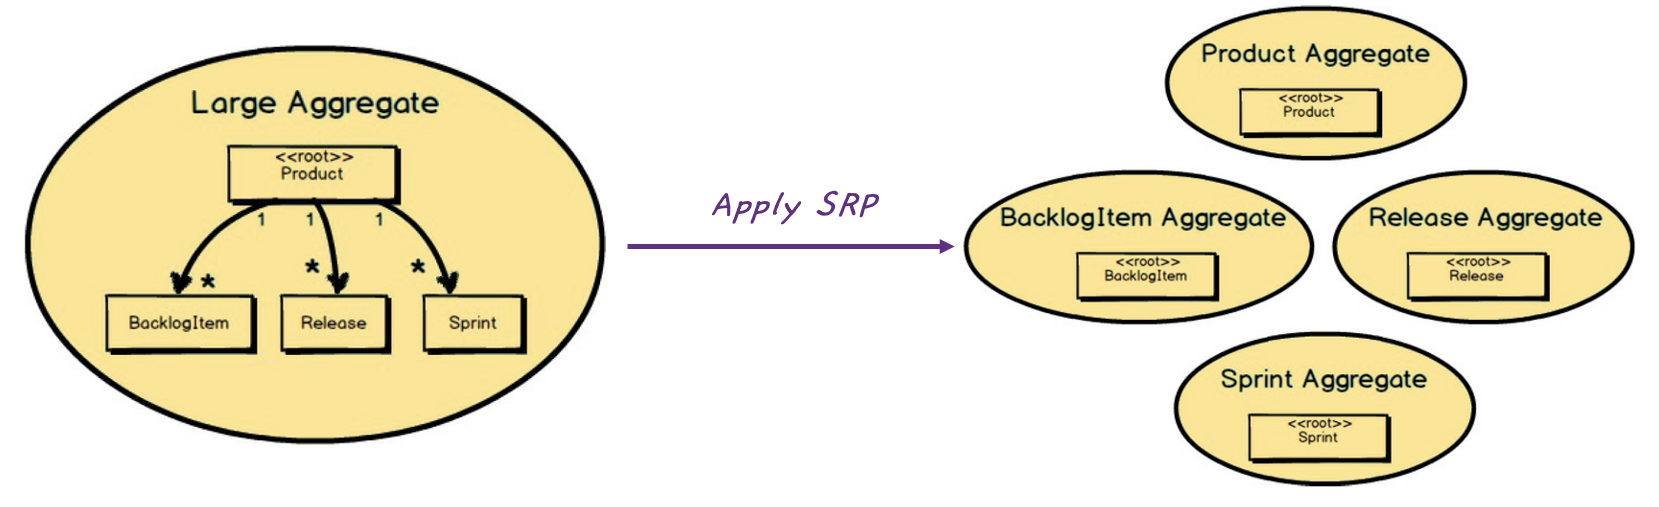 Large Aggregate
<<root>>
Product
1 1 1
* * *
BacklogItem
Release
Sprint
Apply SRP
Product Aggregate
<<root>>
Product
BacklogItem Aggregate
<<root>>
BacklogItem
Release Aggregate
<<root>>
Release
Sprint Aggregate
<<root>>
Sprint